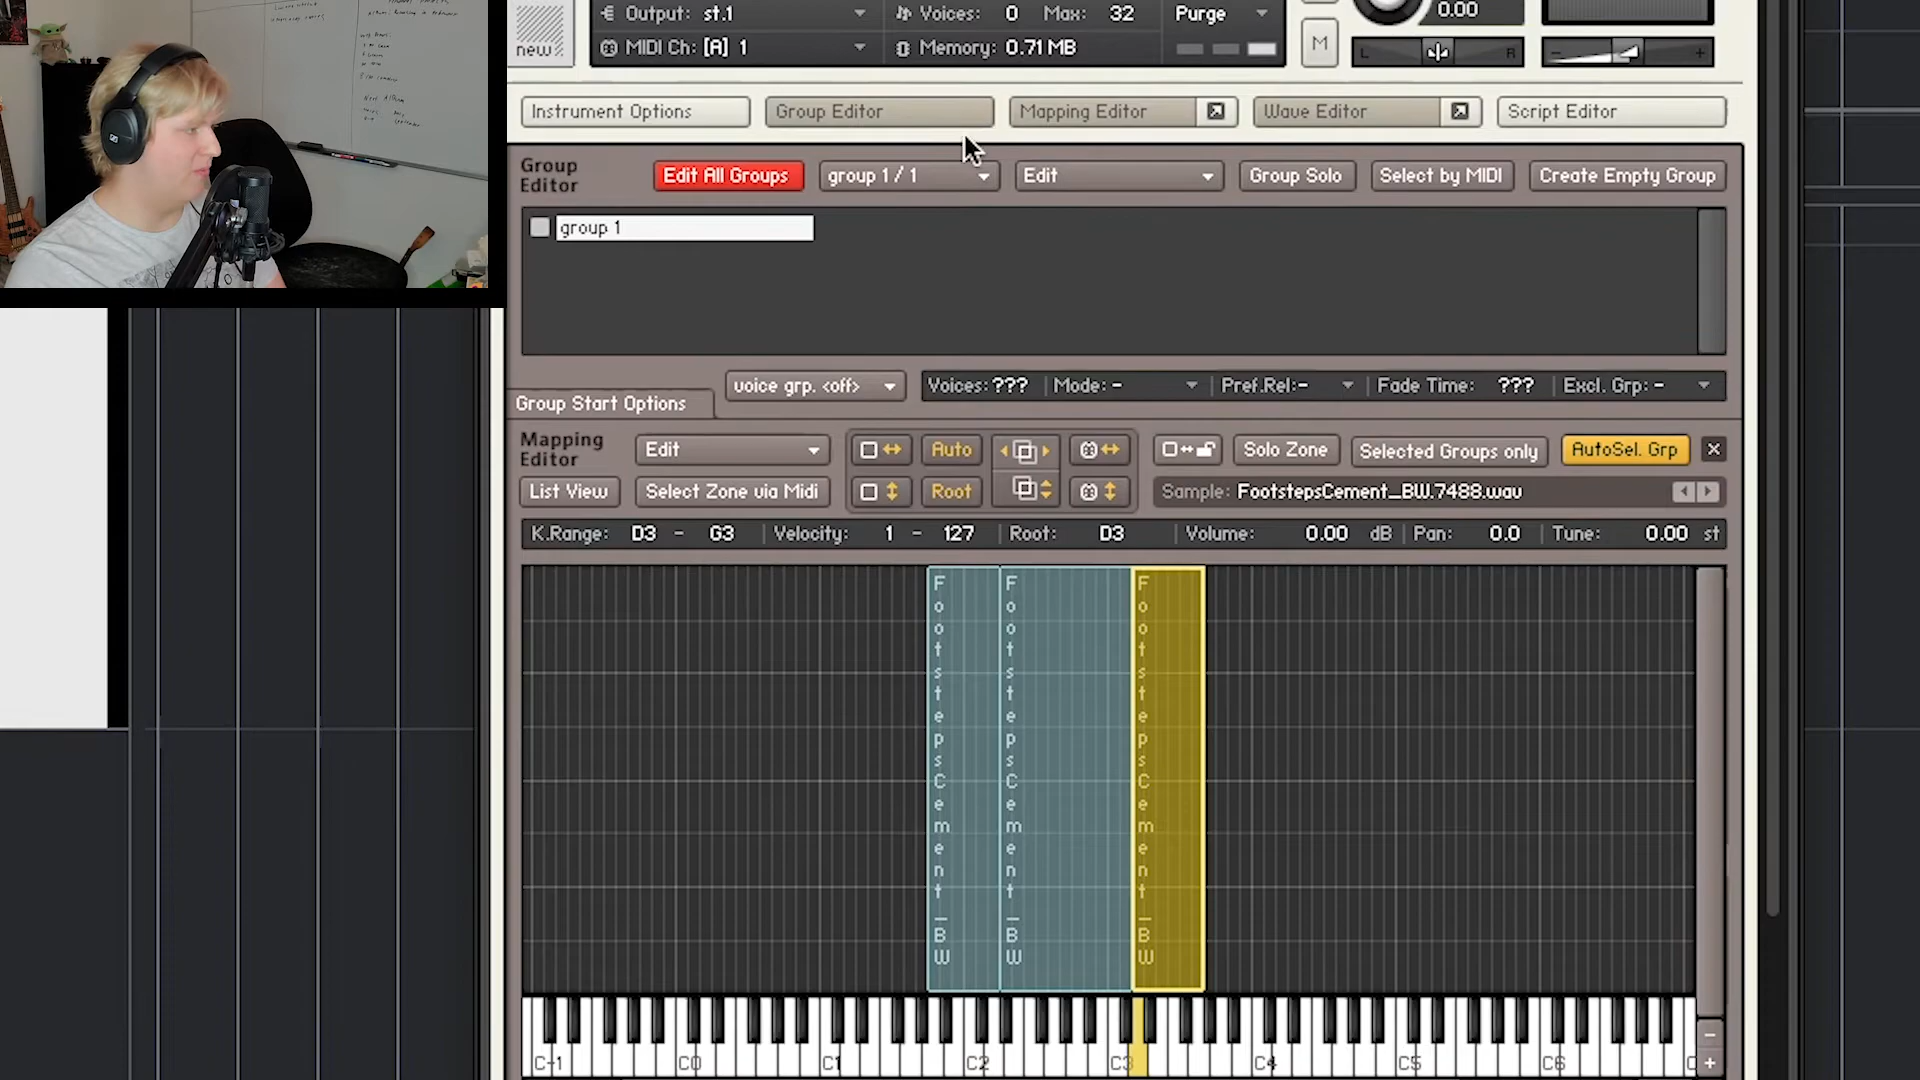 new
Output: st.1 Voices: 0 Max: 32 Purge 0.00
MIDI Ch: [A] 1 Memory: 0.71 MB M L R - +
Instrument Options Group Editor Mapping Editor Wave Editor Script Editor
Group Editor Edit All Groups group 1 / 1 Edit Group Solo Select by MIDI Create Empty Group
group 1
voice grp. <off> Voices: ??? Mode: - Pref.Rel:- Fade Time: ??? Excl. Grp: -
Group Start Options
Mapping Editor Edit Auto Solo Zone Selected Groups only AutoSel. Grp X
List View Select Zone via Midi Root Sample: FootstepsCement_BW.7488.wav
K.Range: D3 - G3 Velocity: 1 - 127 Root: D3 Volume: 0.00 dB Pan: 0.0 Tune: 0.00 st
FootstepsCement_BW
FootstepsCement_BW
FootstepsCement_BW
C-1 C0 C1 C2 C3 C4 C5 C6
- +